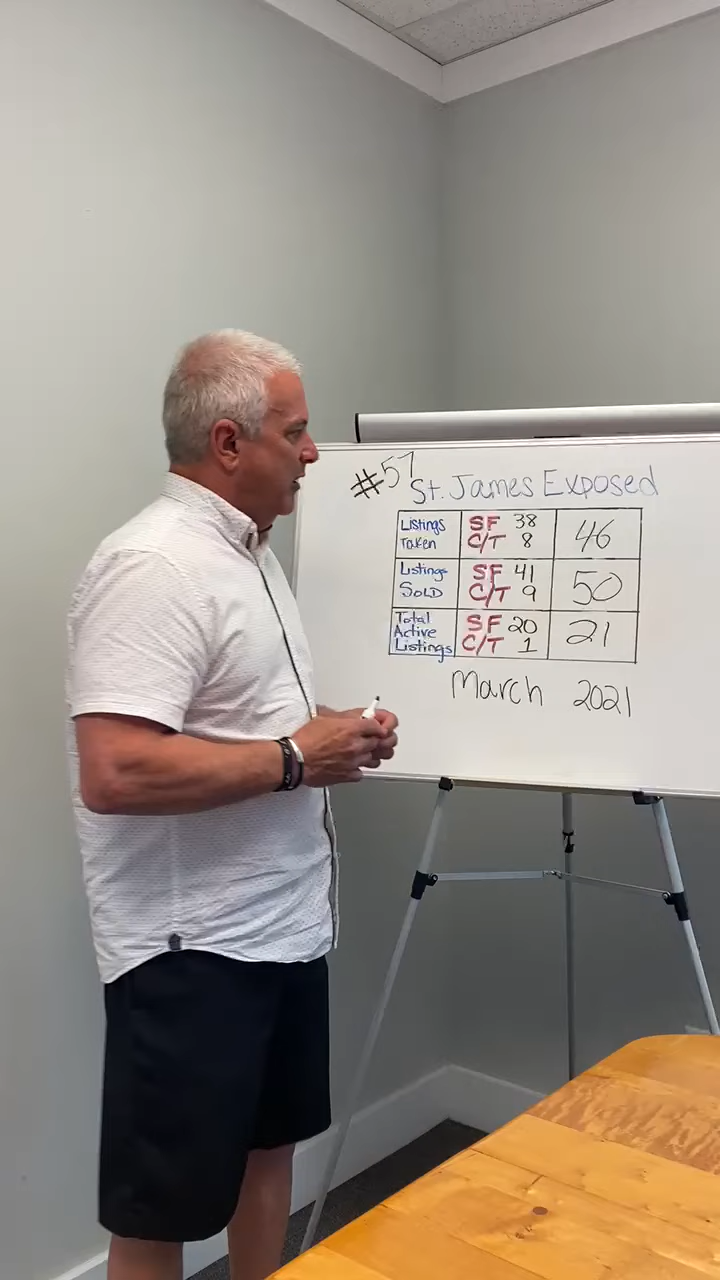 #57
St. James Exposed
Listings Taken SF 38 C/T 8 46
Listings SOLD SF 41 C/T 9 50
Total Active Listings SF 20 C/T 1 21
March 2021